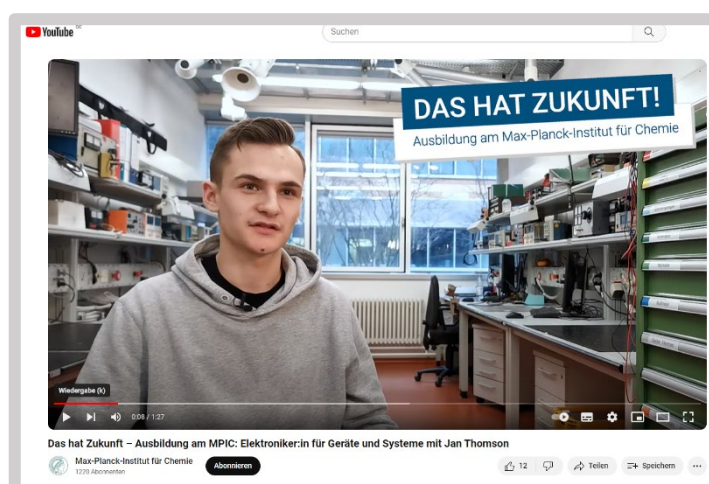 YouTube DE
Suchen
DAS HAT ZUKUNFT!
Ausbildung am Max-Planck-Institut für Chemie
Wiedergabe (k)
0:08 / 1:27
Das hat Zukunft – Ausbildung am MPIC: Elektroniker:in für Geräte und Systeme mit Jan Thomson
Max-Planck-Institut für Chemie
1220 Abonnenten
Abonnieren
12
Teilen
Speichern